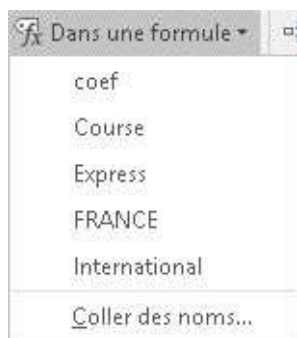 Dans une formule
coef
Course
Express
FRANCE
International
Coller des noms...